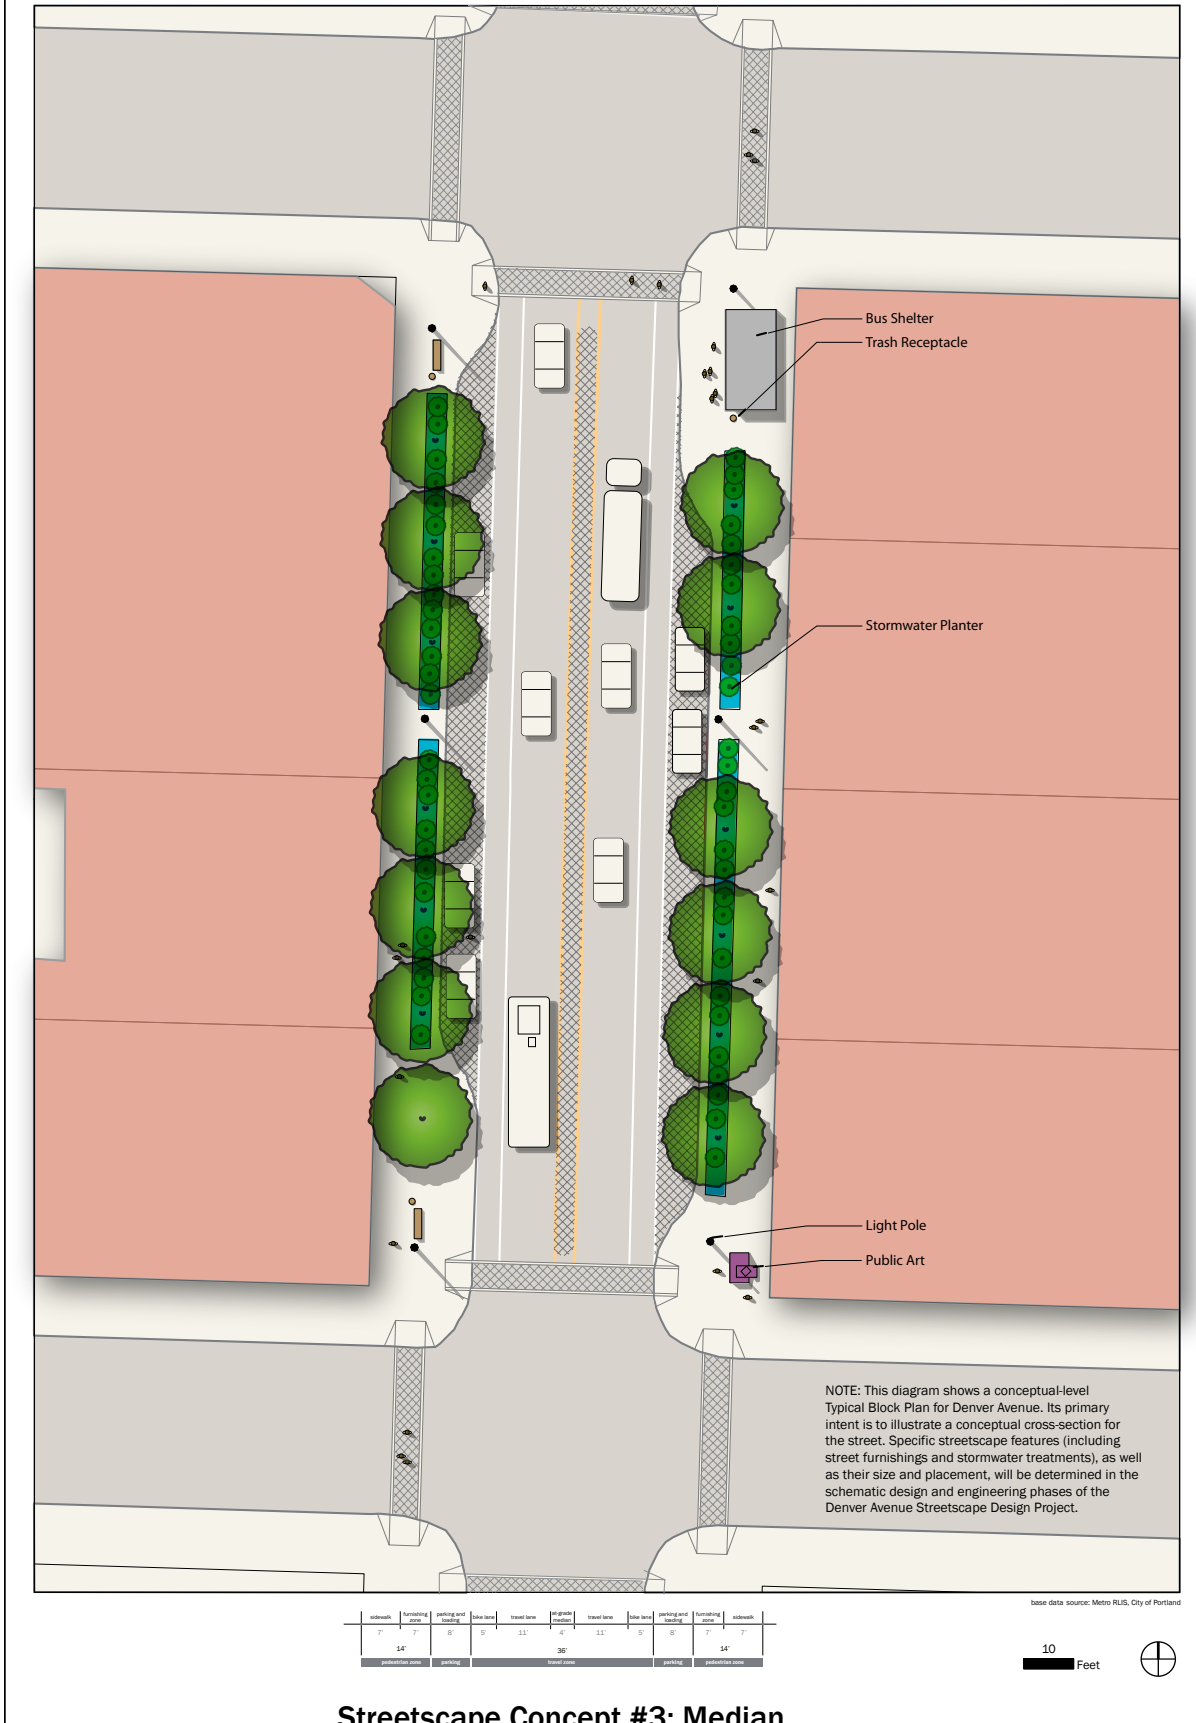 Bus Shelter
Trash Receptacle
Stormwater Planter
Light Pole
Public Art
NOTE: This diagram shows a conceptual-level
Typical Block Plan for Denver Avenue. Its primary
intent is to illustrate a conceptual cross-section for
the street. Specific streetscape features (including
street furnishings and stormwater treatments), as well
as their size and placement, will be determined in the
schematic design and engineering phases of the
Denver Avenue Streetscape Design Project.
base data source: Metro RLIS, City of Portland
sidewalk furnishing zone parking and loading bike lane travel lane at-grade median travel lane bike lane parking and loading furnishing zone sidewalk
7' 7' 8' 5' 11' 4' 11' 5' 8' 7' 7'
14' 36' 14'
pedestrian zone parking travel zone parking pedestrian zone
10
Feet
Streetscape Concept #3: Median